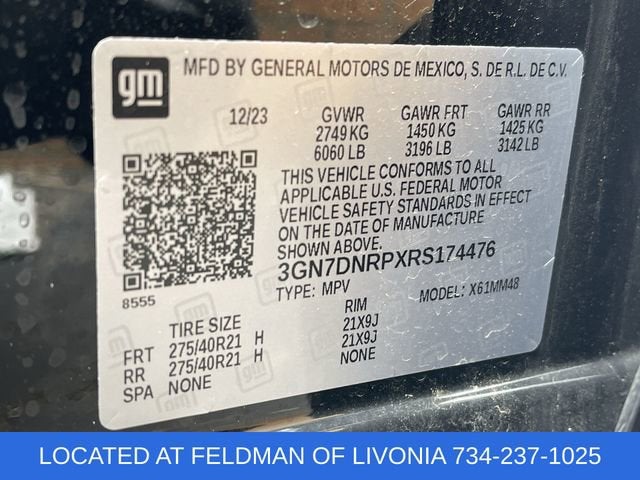 gm
MFD BY GENERAL MOTORS DE MEXICO, S. DE R.L. DE C.V.
12/23 GVWR GAWR FRT GAWR RR
2749 KG 1450 KG 1425 KG
6060 LB 3196 LB 3142 LB
THIS VEHICLE CONFORMS TO ALL
APPLICABLE U.S. FEDERAL MOTOR
VEHICLE SAFETY STANDARDS IN EFFECT
ON THE DATE OF MANUFACTURE
SHOWN ABOVE.
3GN7DNRPXRS174476
8555
TYPE: MPV MODEL: X61MM48
TIRE SIZE RIM
FRT 275/40R21 H 21X9J
RR 275/40R21 H 21X9J
SPA NONE NONE
LOCATED AT FELDMAN OF LIVONIA 734-237-1025